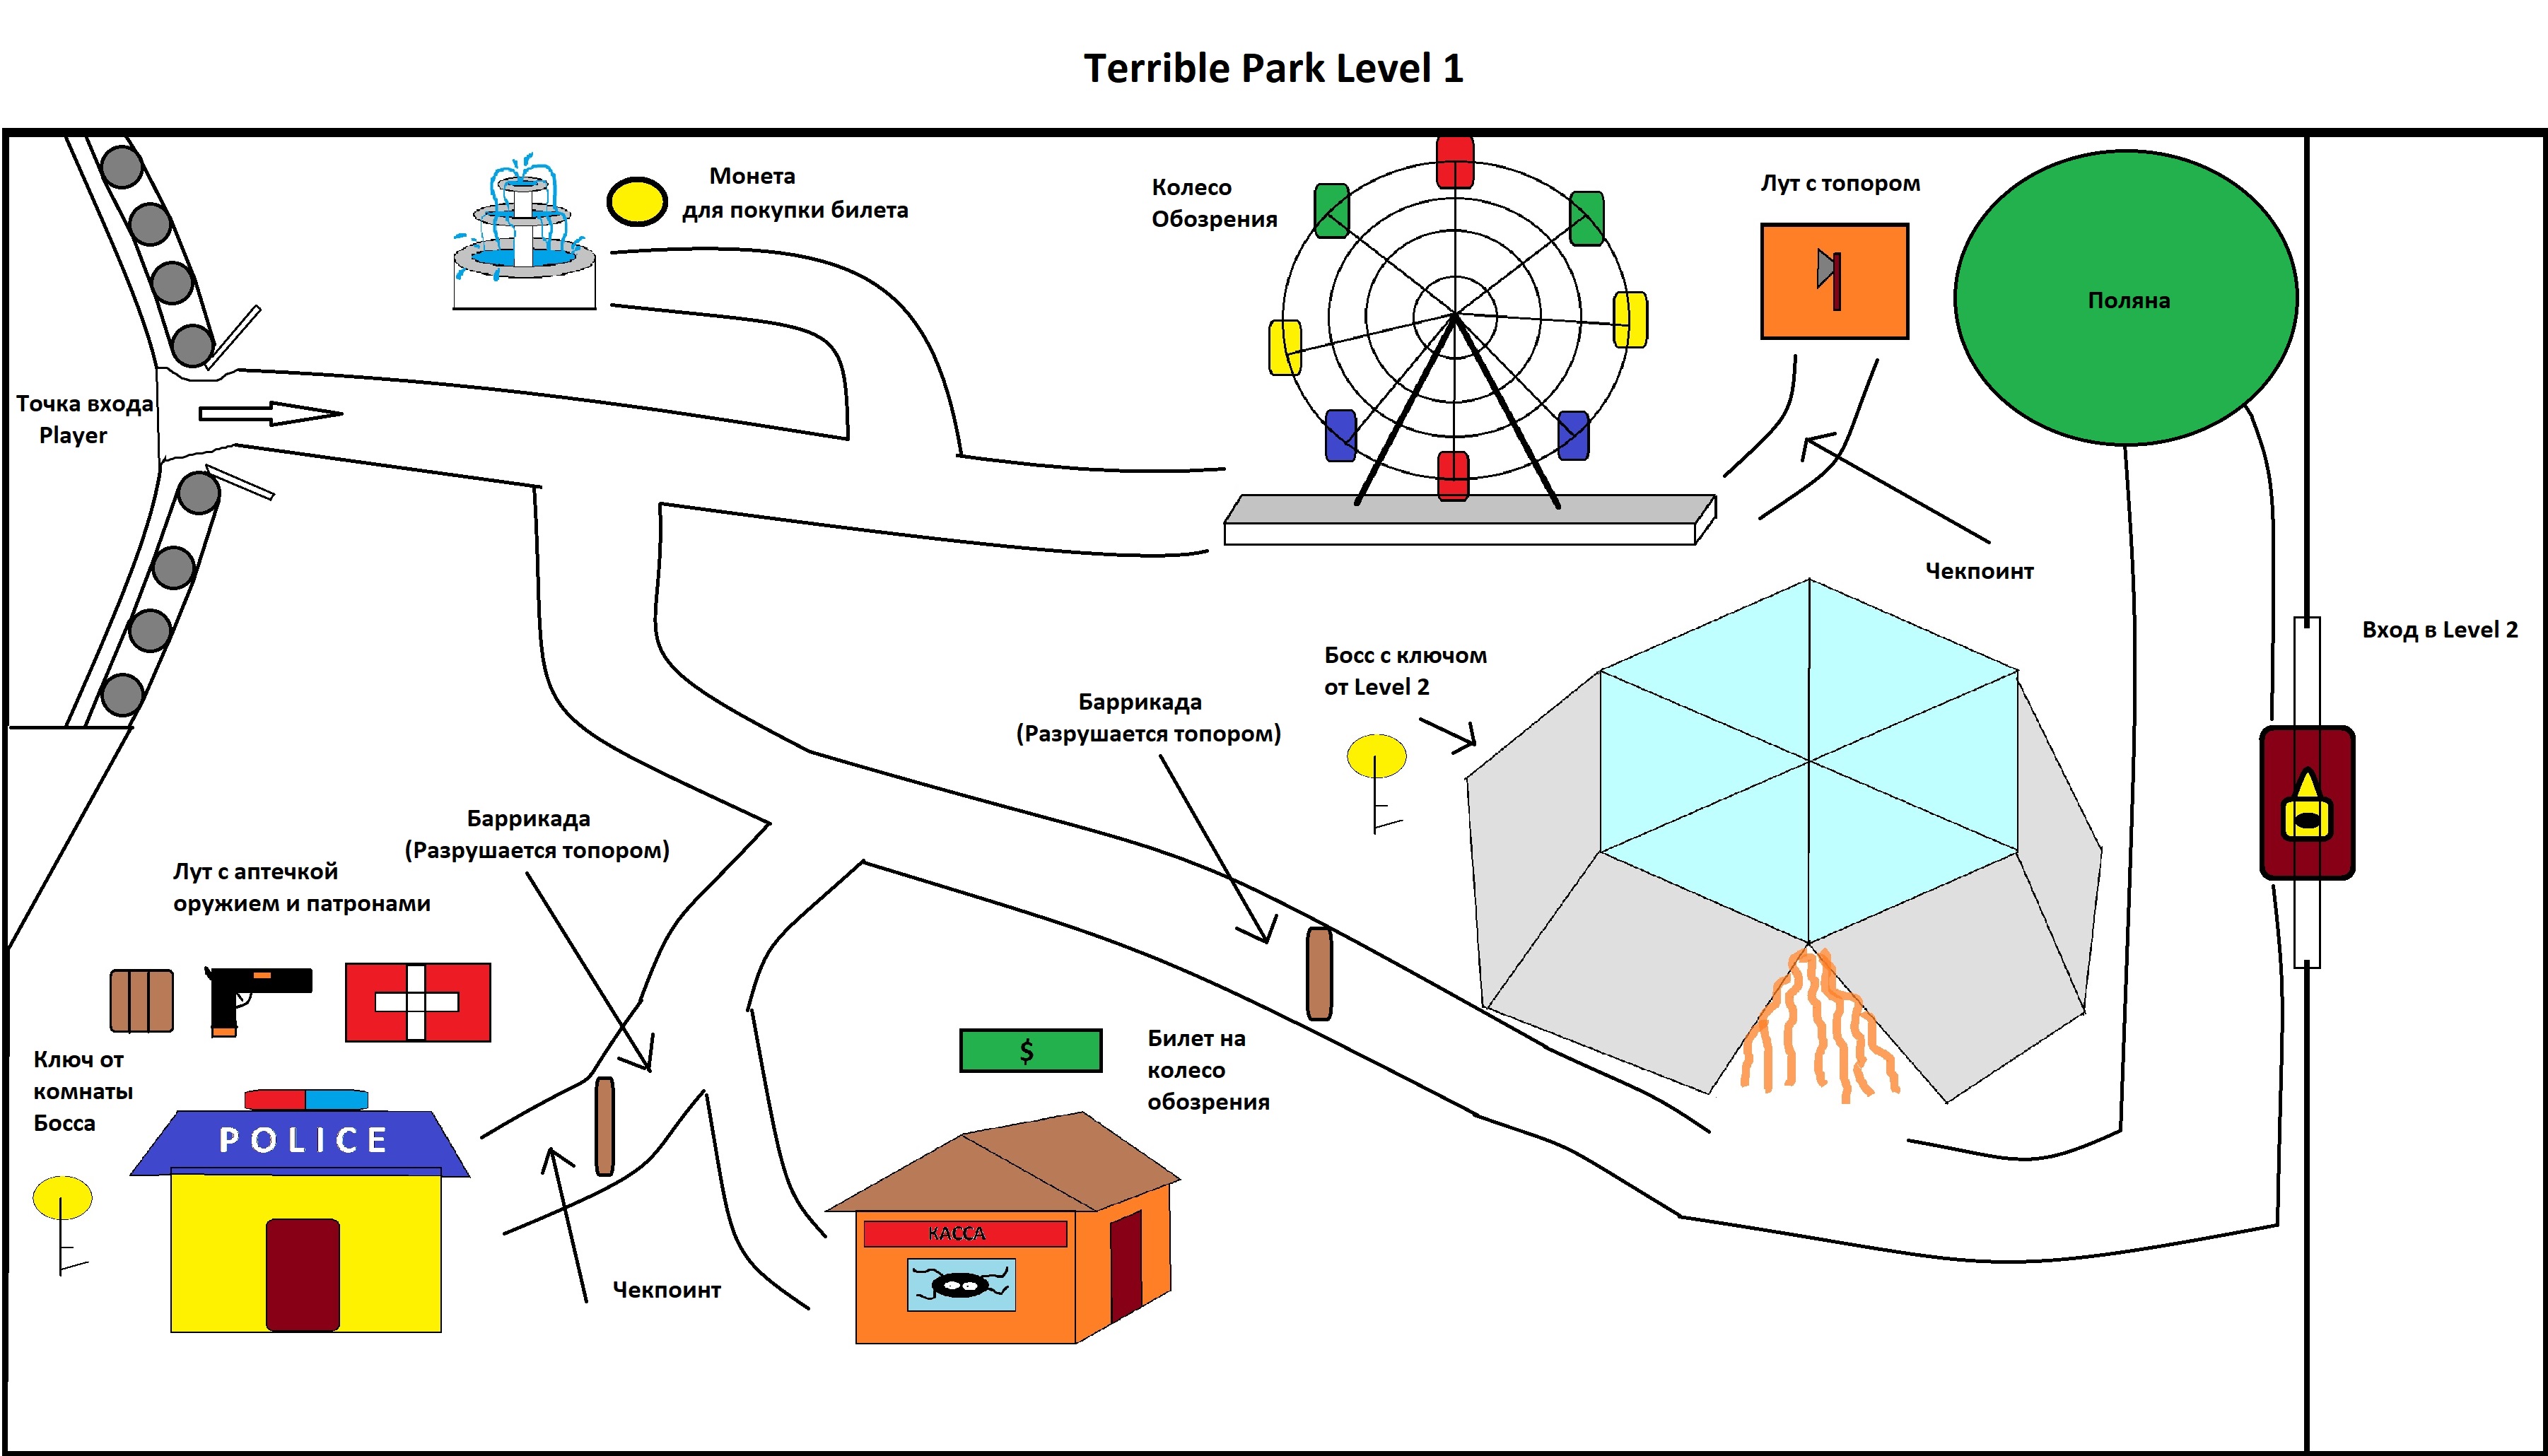 Terrible Park Level 1
Монета
для покупки билета
Колесо
Обозрения
Лут с топором
Поляна
Точка входа
Player
Чекпоинт
Вход в Level 2
Босс с ключом
от Level 2
Баррикада
(Разрушается топором)
Баррикада
(Разрушается топором)
Лут с аптечкой
оружием и патронами
Ключ от
комнаты
Босса
$
Билет на
колесо
обозрения
POLICE
КАССА
Чекпоинт